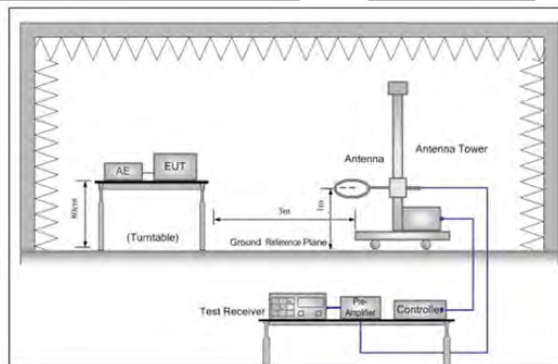 Antenna Tower
Antenna
AE
EUT
80cm
(Turntable)
3m
1m
Ground Reference Plane
Test Receiver
Pre-
Amplifier
Controller